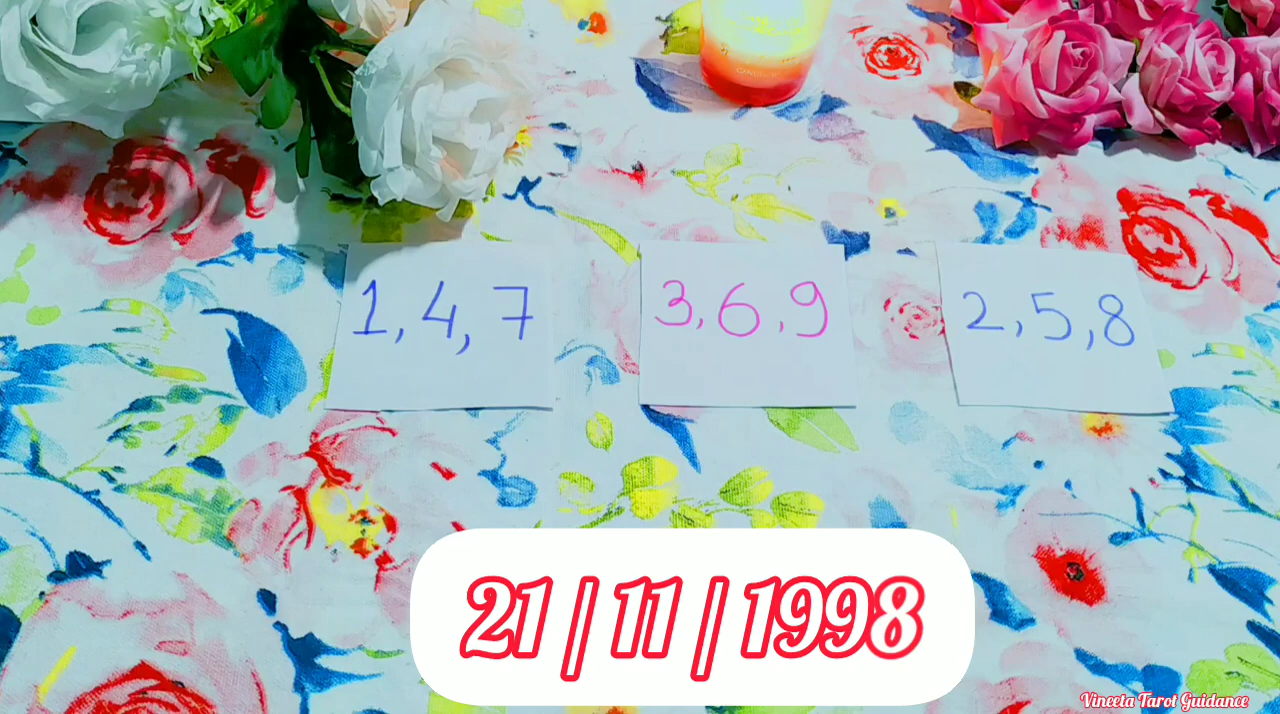 1, 4, 7
3, 6, 9
2, 5, 8
21 / 11 / 1998
Vineeta Tarot Guidance